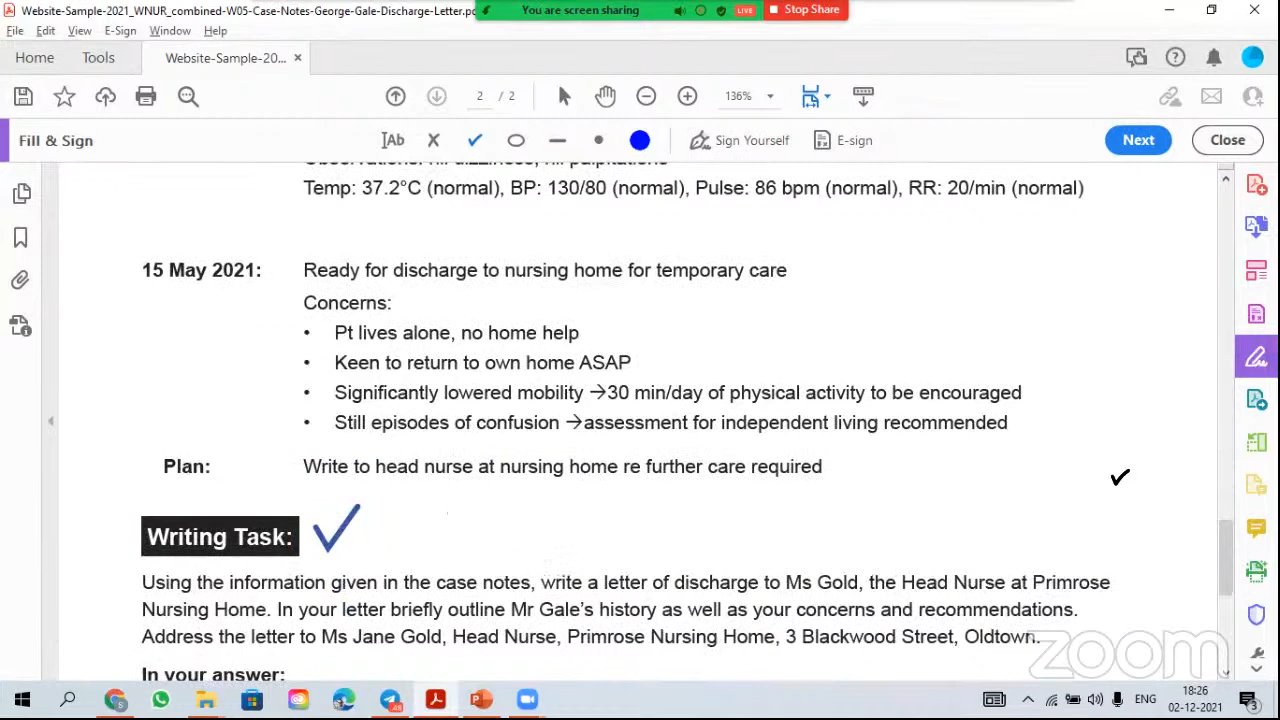 Website-Sample-2021_WNUR_combined-W05-Case-Notes-George-Gale-Discharge-Letter.pd
You are screen sharing LIVE Stop Share
File Edit View E-Sign Window Help
Home Tools Website-Sample-20... ×
2 / 2 136%
Fill & Sign Ab Sign Yourself E-sign Next Close
Observations: nil dizziness, nil palpitations
Temp: 37.2°C (normal), BP: 130/80 (normal), Pulse: 86 bpm (normal), RR: 20/min (normal)
15 May 2021: Ready for discharge to nursing home for temporary care
Concerns:
• Pt lives alone, no home help
• Keen to return to own home ASAP
• Significantly lowered mobility →30 min/day of physical activity to be encouraged
• Still episodes of confusion →assessment for independent living recommended
Plan: Write to head nurse at nursing home re further care required
Writing Task:
Using the information given in the case notes, write a letter of discharge to Ms Gold, the Head Nurse at Primrose
Nursing Home. In your letter briefly outline Mr Gale's history as well as your concerns and recommendations.
Address the letter to Ms Jane Gold, Head Nurse, Primrose Nursing Home, 3 Blackwood Street, Oldtown.
In your answer:
zoom
ENG 18:26
02-12-2021 3